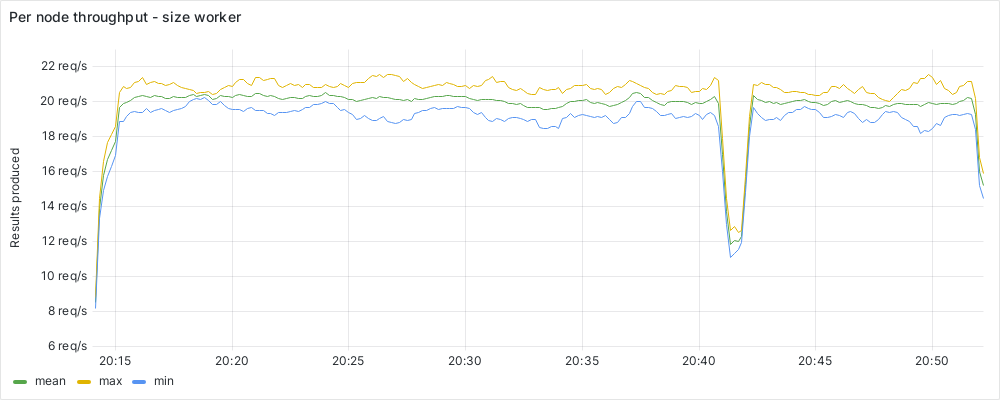 Per node throughput - size worker
Results produced
22 req/s
20 req/s
18 req/s
16 req/s
14 req/s
12 req/s
10 req/s
8 req/s
6 req/s
20:15 20:20 20:25 20:30 20:35 20:40 20:45 20:50
mean max min